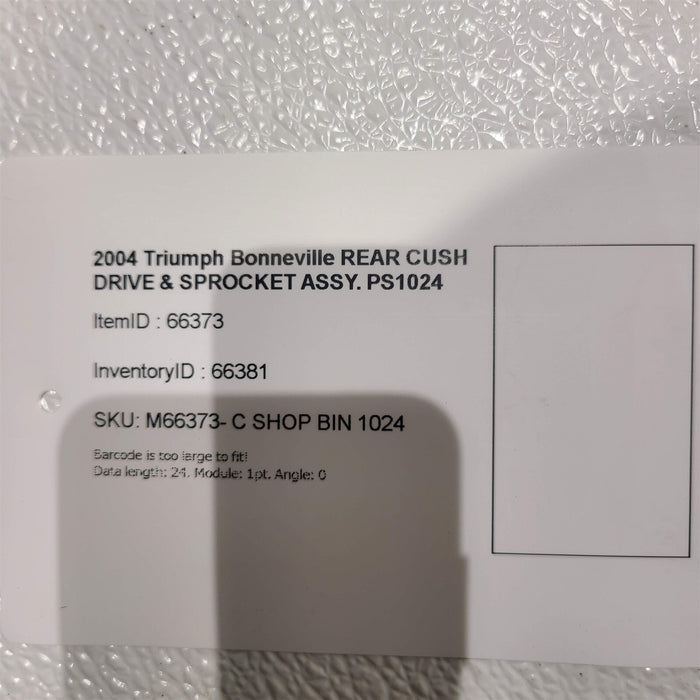 2004 Triumph Bonneville REAR CUSH
DRIVE & SPROCKET ASSY. PS1024
ItemID : 66373
InventoryID : 66381
SKU: M66373- C SHOP BIN 1024
Barcode is too large to fit!
Data length: 24. Module: 1pt. Angle: 0